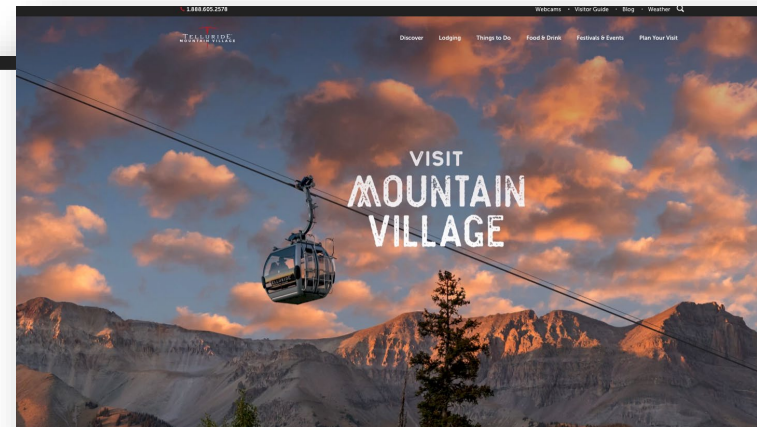 1.888.605.2578
Webcams • Visitor Guide • Blog • Weather
TELLURIDE
MOUNTAIN VILLAGE
Discover Lodging Things to Do Food & Drink Festivals & Events Plan Your Visit
VISIT
MOUNTAIN
VILLAGE